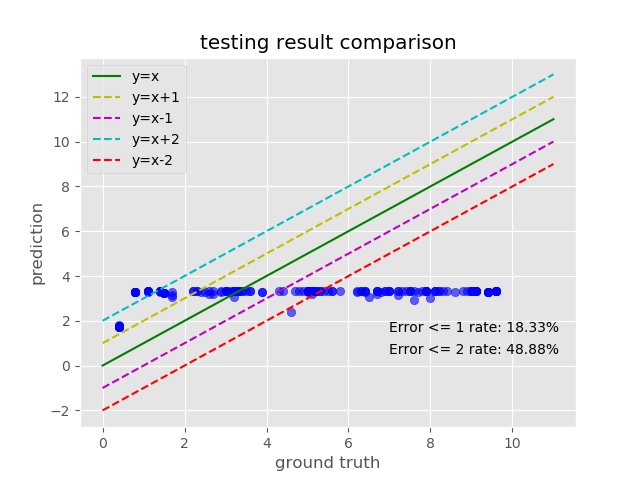 testing result comparison
y=x
y=x+1
y=x-1
y=x+2
y=x-2
12
10
8
6
4
2
0
−2
prediction
Error <= 1 rate: 18.33%
Error <= 2 rate: 48.88%
0 2 4 6 8 10
ground truth